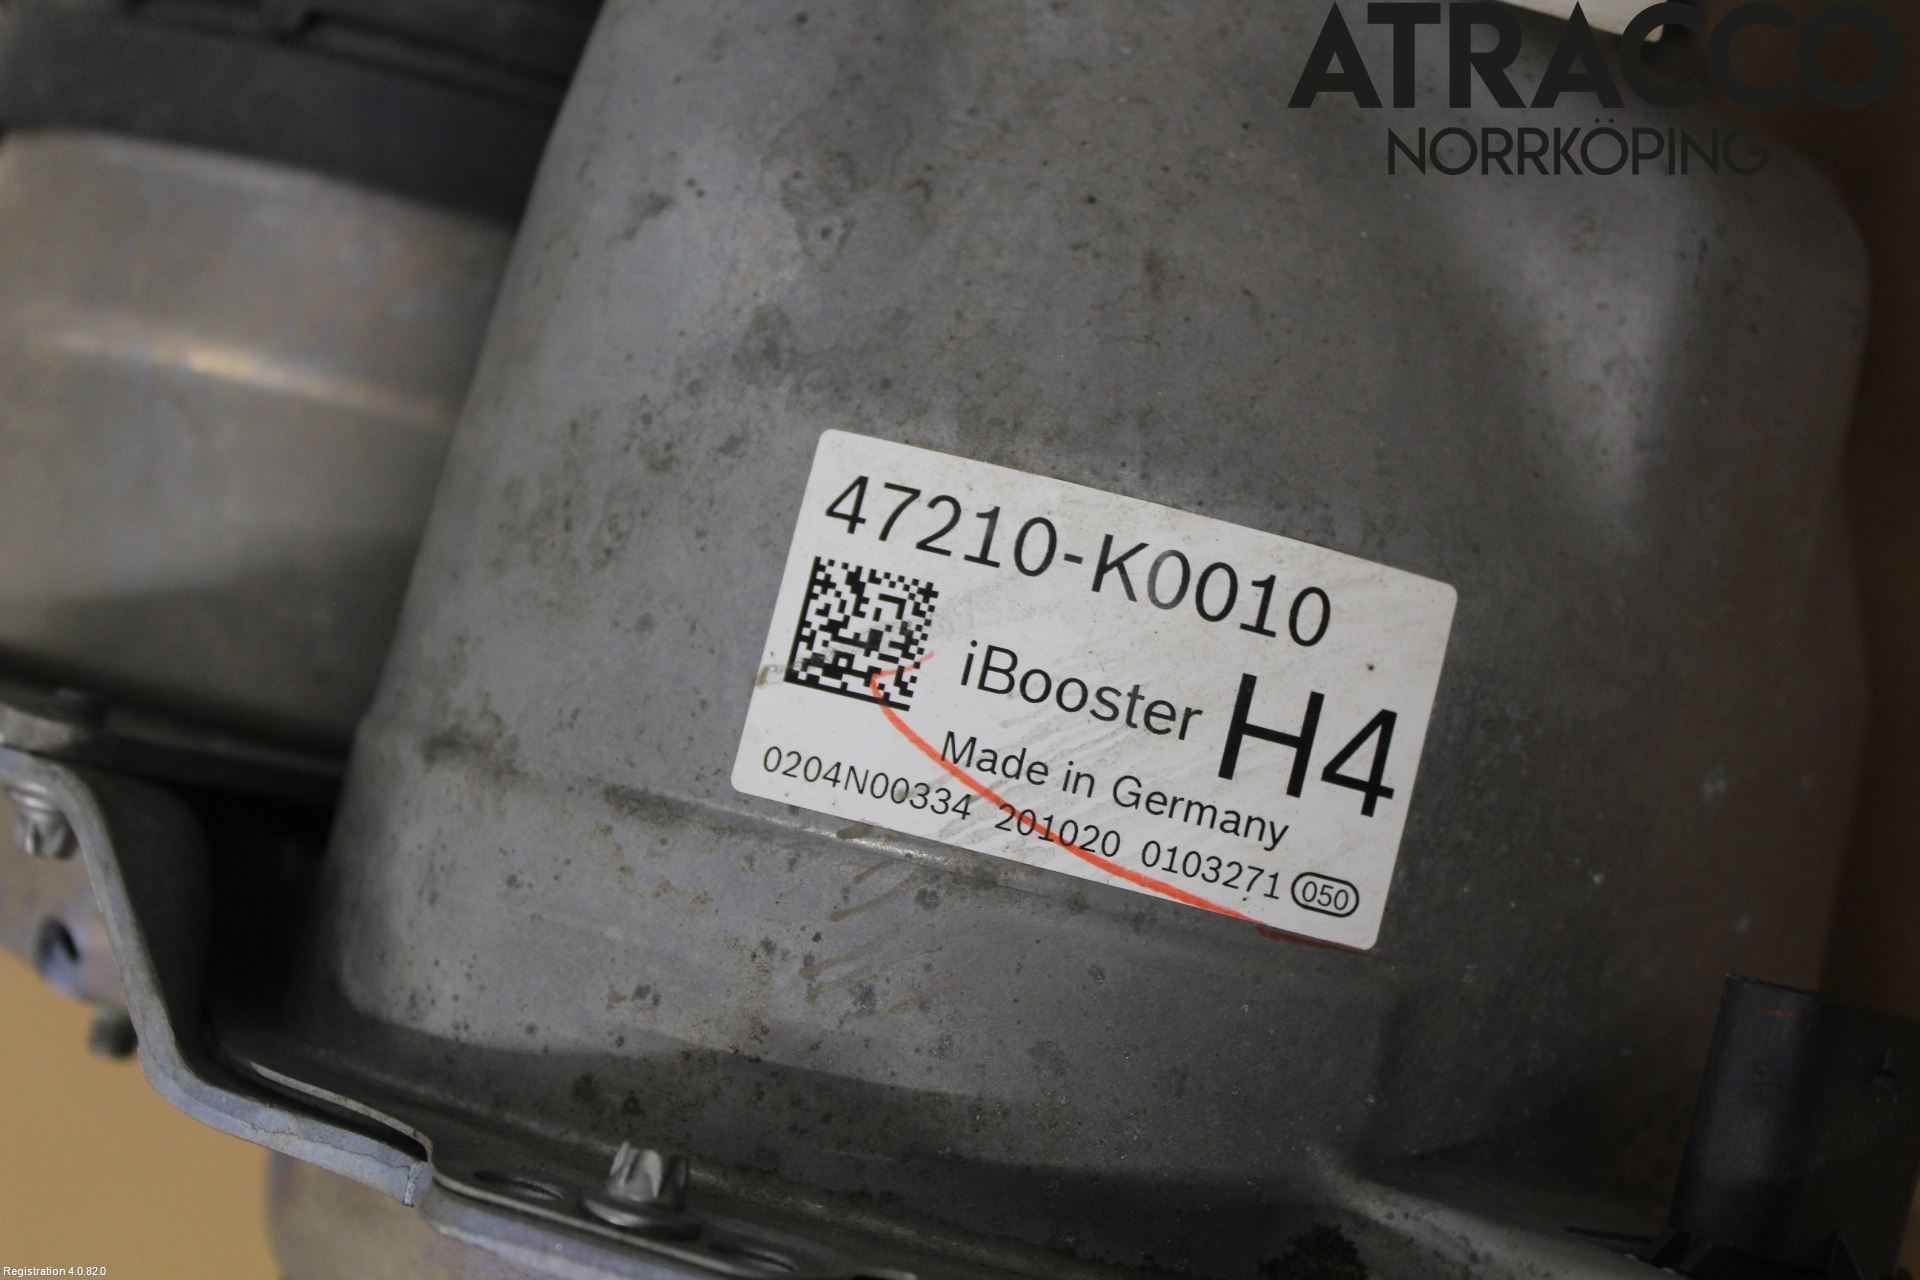 ATRACCO
NORRKÖPING
47210-K0010
iBooster H4
Made in Germany
0204N00334 201020 0103271 050
Registration 4.0.82.0